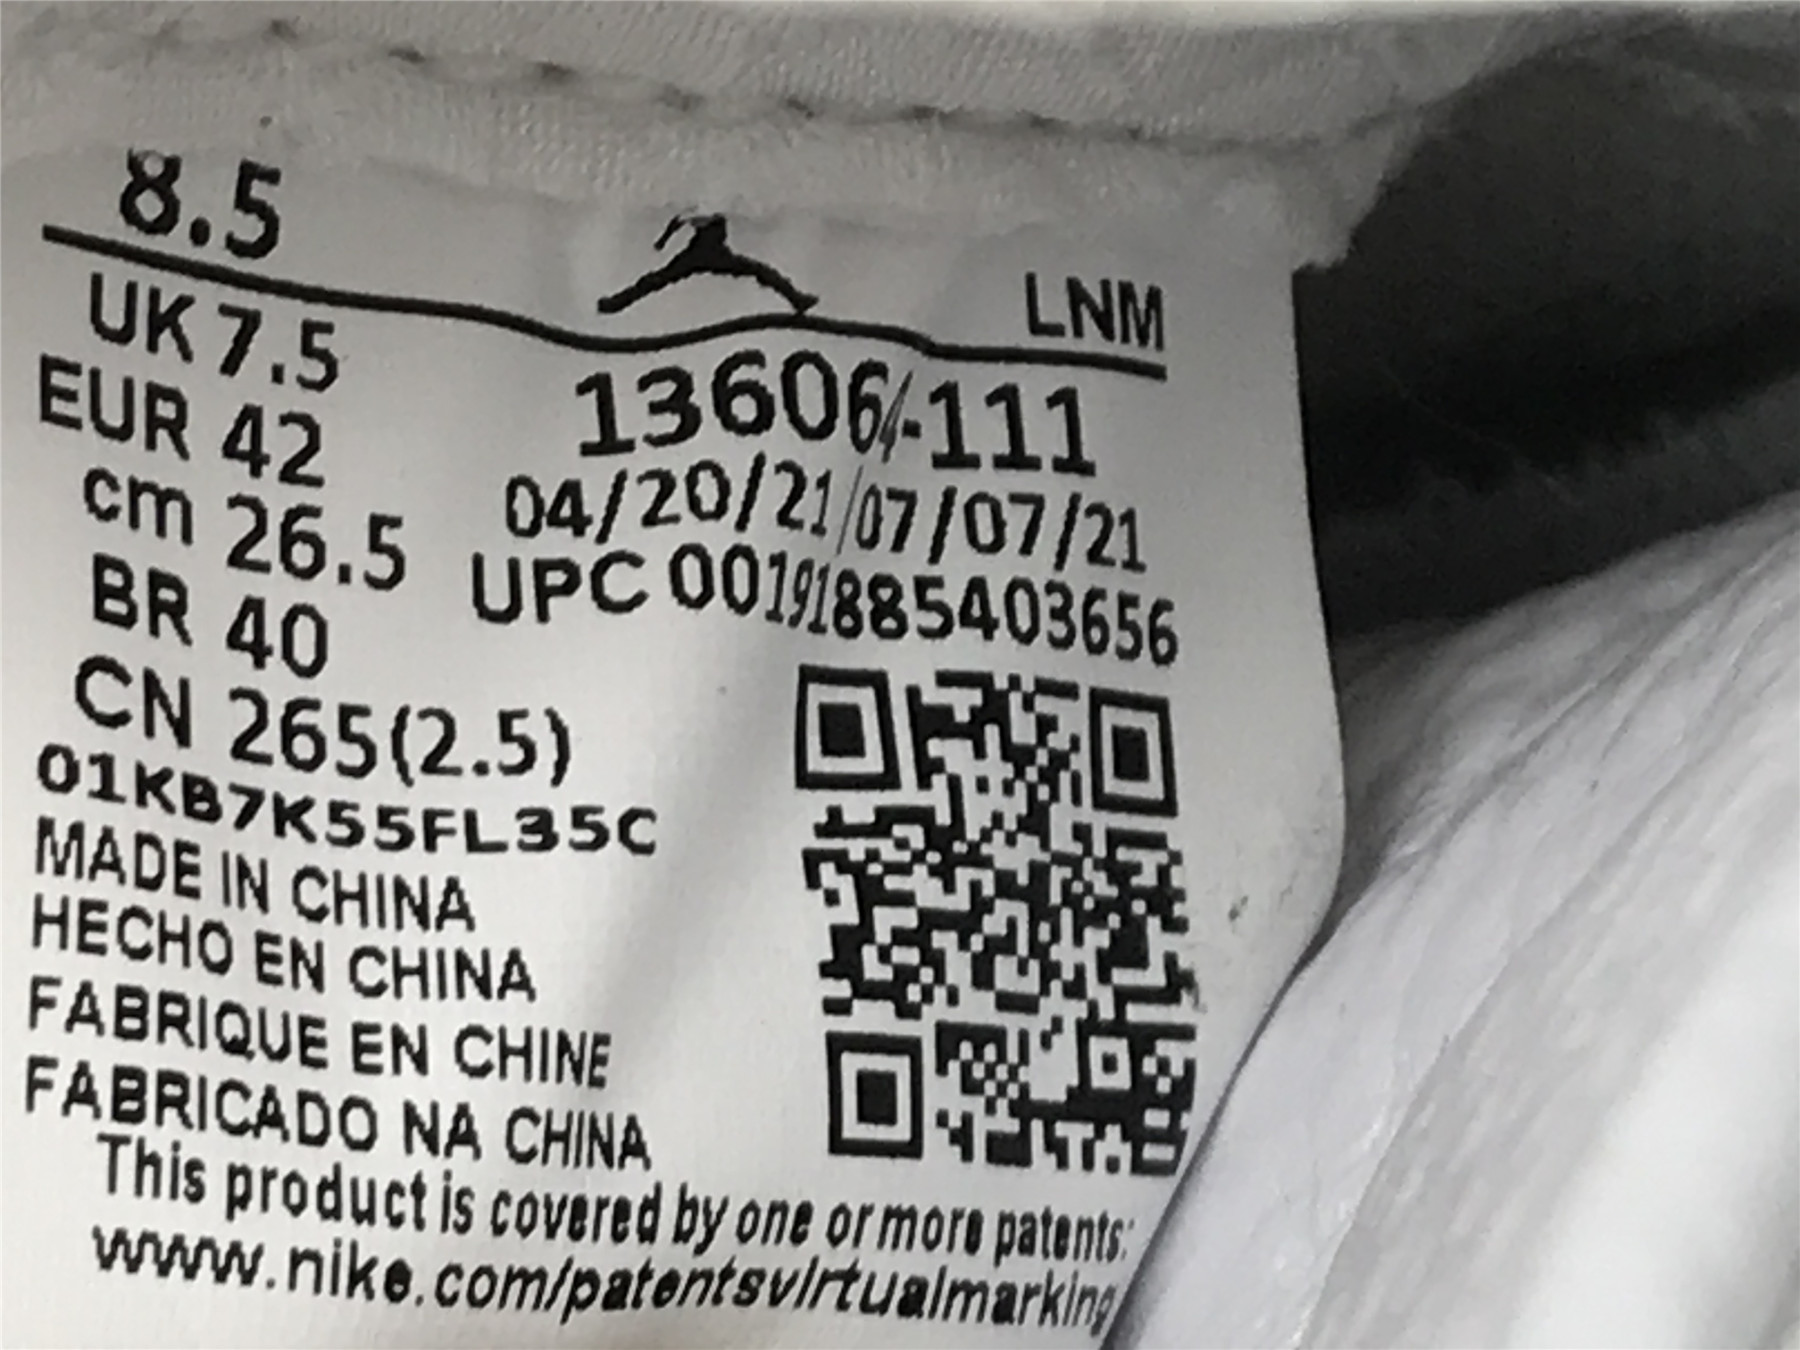 8.5
LNM
UK 7.5
EUR 42
cm 26.5
BR 40
CN 265(2.5)
136064-111
04/20/21/07/07/21
UPC 00191885403656
01KB7K55FL35C
MADE IN CHINA
HECHO EN CHINA
FABRIQUE EN CHINE
FABRICADO NA CHINA
This product is covered by one or more patents:
www.nike.com/patentsvirtualmarking